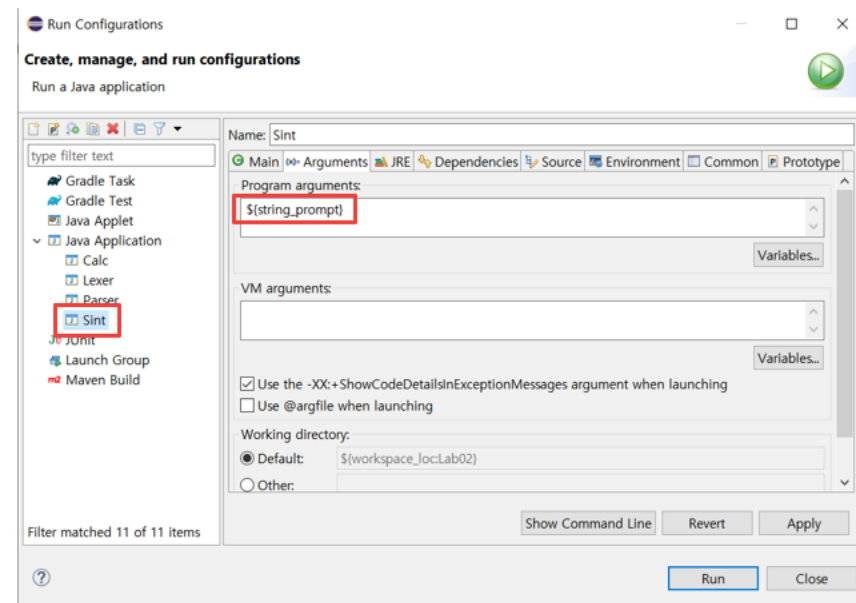 Run Configurations
Create, manage, and run configurations
Run a Java application
type filter text
Gradle Task
Gradle Test
Java Applet
Java Application
Calc
Lexer
Parser
Sint
JUnit
Launch Group
Maven Build
Filter matched 11 of 11 items
Name: Sint
Main Arguments JRE Dependencies Source Environment Common Prototype
Program arguments:
${string_prompt}
Variables...
VM arguments:
Variables...
Use the -XX:+ShowCodeDetailsInExceptionMessages argument when launching
Use @argfile when launching
Working directory:
Default: ${workspace_loc:Lab02}
Other:
Show Command Line Revert Apply
Run Close